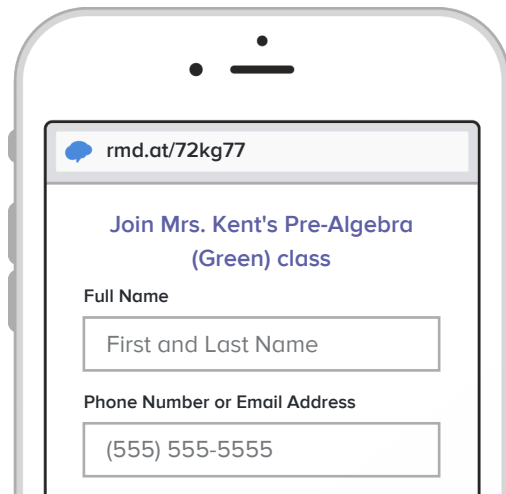 rmd.at/72kg77
Join Mrs. Kent's Pre-Algebra
(Green) class
Full Name
First and Last Name
Phone Number or Email Address
(555) 555-5555